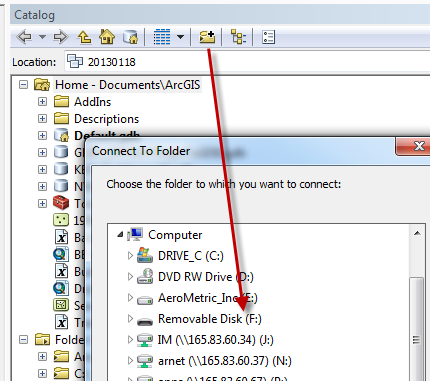 Catalog
Location: 20130118
Home - Documents\ArcGIS
AddIns
Descriptions
Default.gdb
Connect To Folder
Choose the folder to which you want to connect:
Computer
DRIVE_C (C:)
DVD RW Drive (D:)
AeroMetric_Inc (E:)
Removable Disk (F:)
IM (\\165.83.60.34) (J:)
arnet (\\165.83.60.37) (N:)
Folde